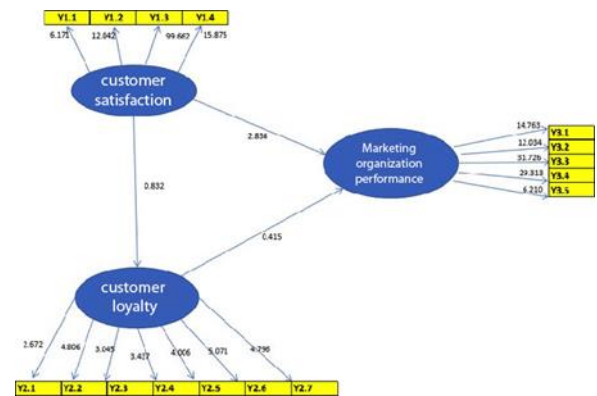 Y1.1 Y1.2 Y1.3 Y1.4
6.171 12.042 99.662 15.875
customer
satisfaction
2.834
14.763 Y3.1
12.034 Y3.2
31.726 Y3.3
29.313 Y3.4
6.210 Y3.5
Marketing
organization
performance
0.832
0.415
customer
loyalty
2.672 4.806 3.045 3.437 4.006 5.071 4.798
Y2.1 Y2.2 Y2.3 Y2.4 Y2.5 Y2.6 Y2.7